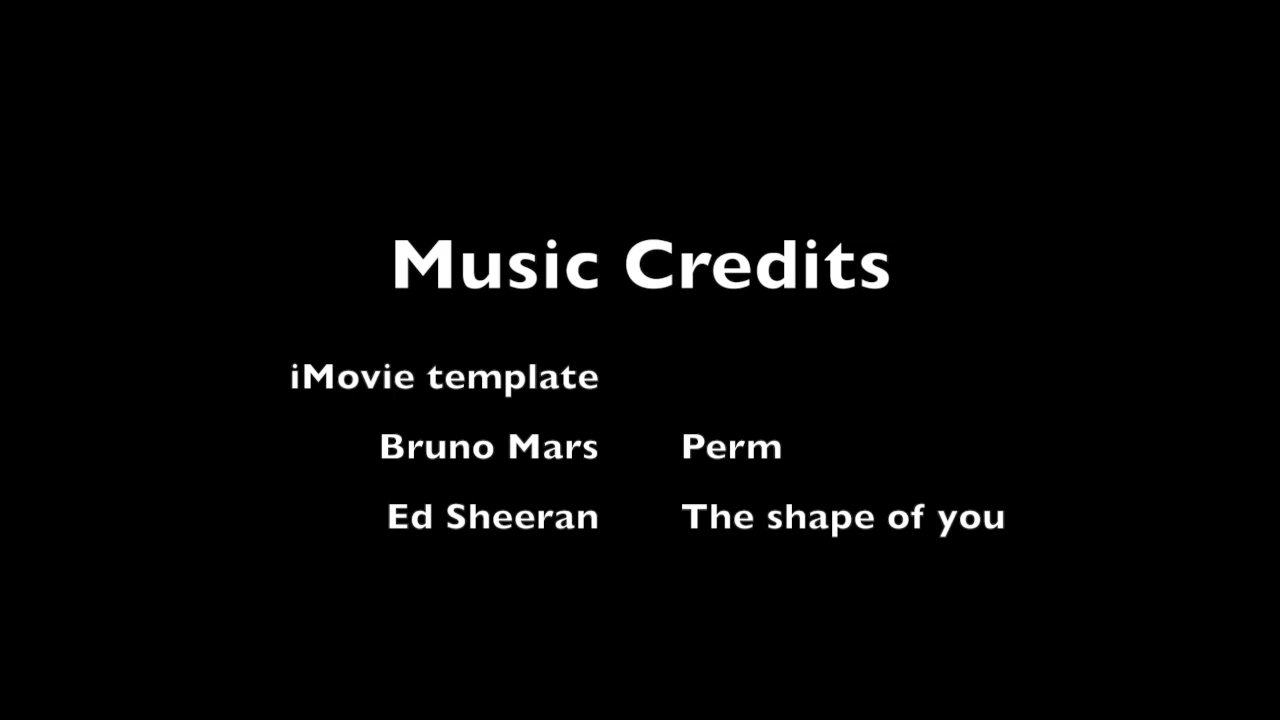 Music Credits
iMovie template
Bruno Mars Perm
Ed Sheeran The shape of you